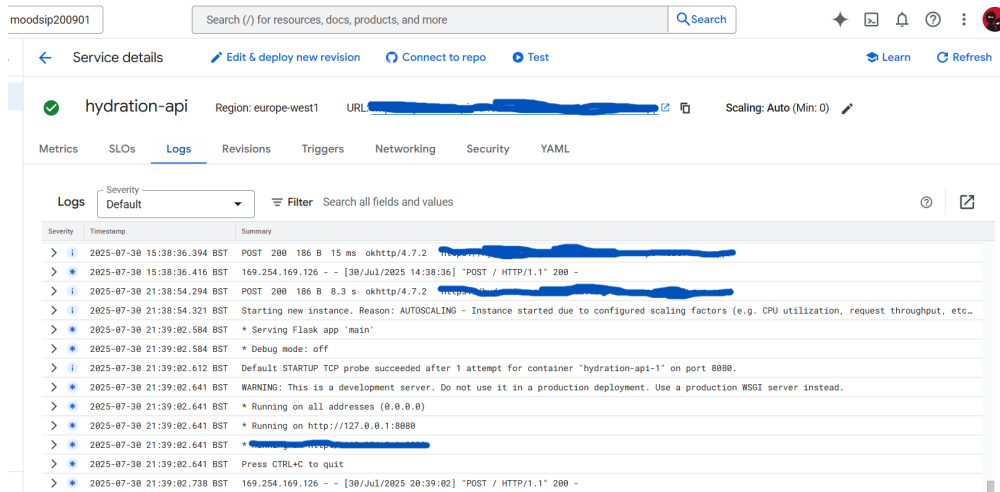 moodsip200901
Search (/) for resources, docs, products, and more
Search
Service details
Edit & deploy new revision
Connect to repo
Test
Learn
Refresh
hydration-api
Region: europe-west1
URL:
Scaling: Auto (Min: 0)
Metrics SLOs Logs Revisions Triggers Networking Security YAML
Logs
Severity
Default
Filter Search all fields and values
Severity Timestamp Summary
2025-07-30 15:38:36.394 BST POST 200 186 B 15 ms okhttp/4.7.2
2025-07-30 15:38:36.416 BST 169.254.169.126 - - [30/Jul/2025 14:38:36] "POST / HTTP/1.1" 200 -
2025-07-30 21:38:54.294 BST POST 200 186 B 8.3 s okhttp/4.7.2
2025-07-30 21:38:54.321 BST Starting new instance. Reason: AUTOSCALING - Instance started due to configured scaling factors (e.g. CPU utilization, request throughput, etc…
2025-07-30 21:39:02.584 BST * Serving Flask app 'main'
2025-07-30 21:39:02.584 BST * Debug mode: off
2025-07-30 21:39:02.612 BST Default STARTUP TCP probe succeeded after 1 attempt for container "hydration-api-1" on port 8080.
2025-07-30 21:39:02.641 BST WARNING: This is a development server. Do not use it in a production deployment. Use a production WSGI server instead.
2025-07-30 21:39:02.641 BST * Running on all addresses (0.0.0.0)
2025-07-30 21:39:02.641 BST * Running on http://127.0.0.1:8080
2025-07-30 21:39:02.641 BST *
2025-07-30 21:39:02.641 BST Press CTRL+C to quit
2025-07-30 21:39:02.738 BST 169.254.169.126 - - [30/Jul/2025 20:39:02] "POST / HTTP/1.1" 200 -